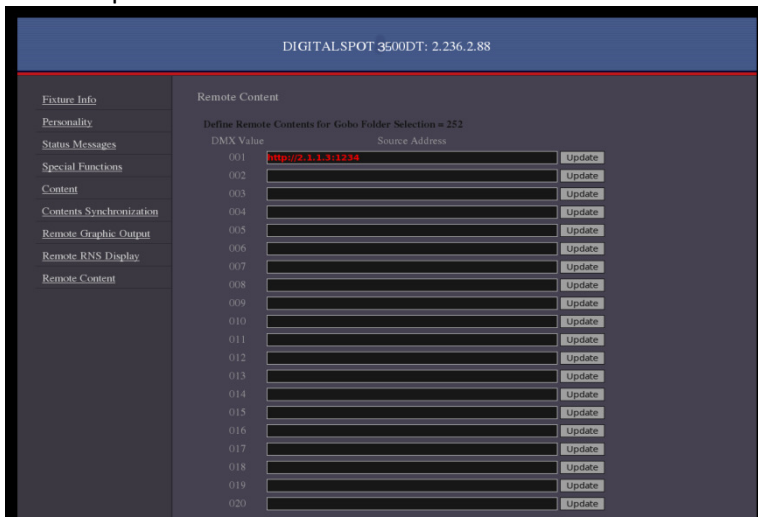 DIGITALSPOT 3500DT: 2.236.2.88
Fixture Info
Personality
Status Messages
Special Functions
Content
Contents Synchronization
Remote Graphic Output
Remote RNS Display
Remote Content
Remote Content
Define Remote Contents for Gobo Folder Selection = 252
DMX Value Source Address
001 http://2.1.1.3:1234 Update
002 Update
003 Update
004 Update
005 Update
006 Update
007 Update
008 Update
009 Update
010 Update
011 Update
012 Update
013 Update
014 Update
015 Update
016 Update
017 Update
018 Update
019 Update
020 Update